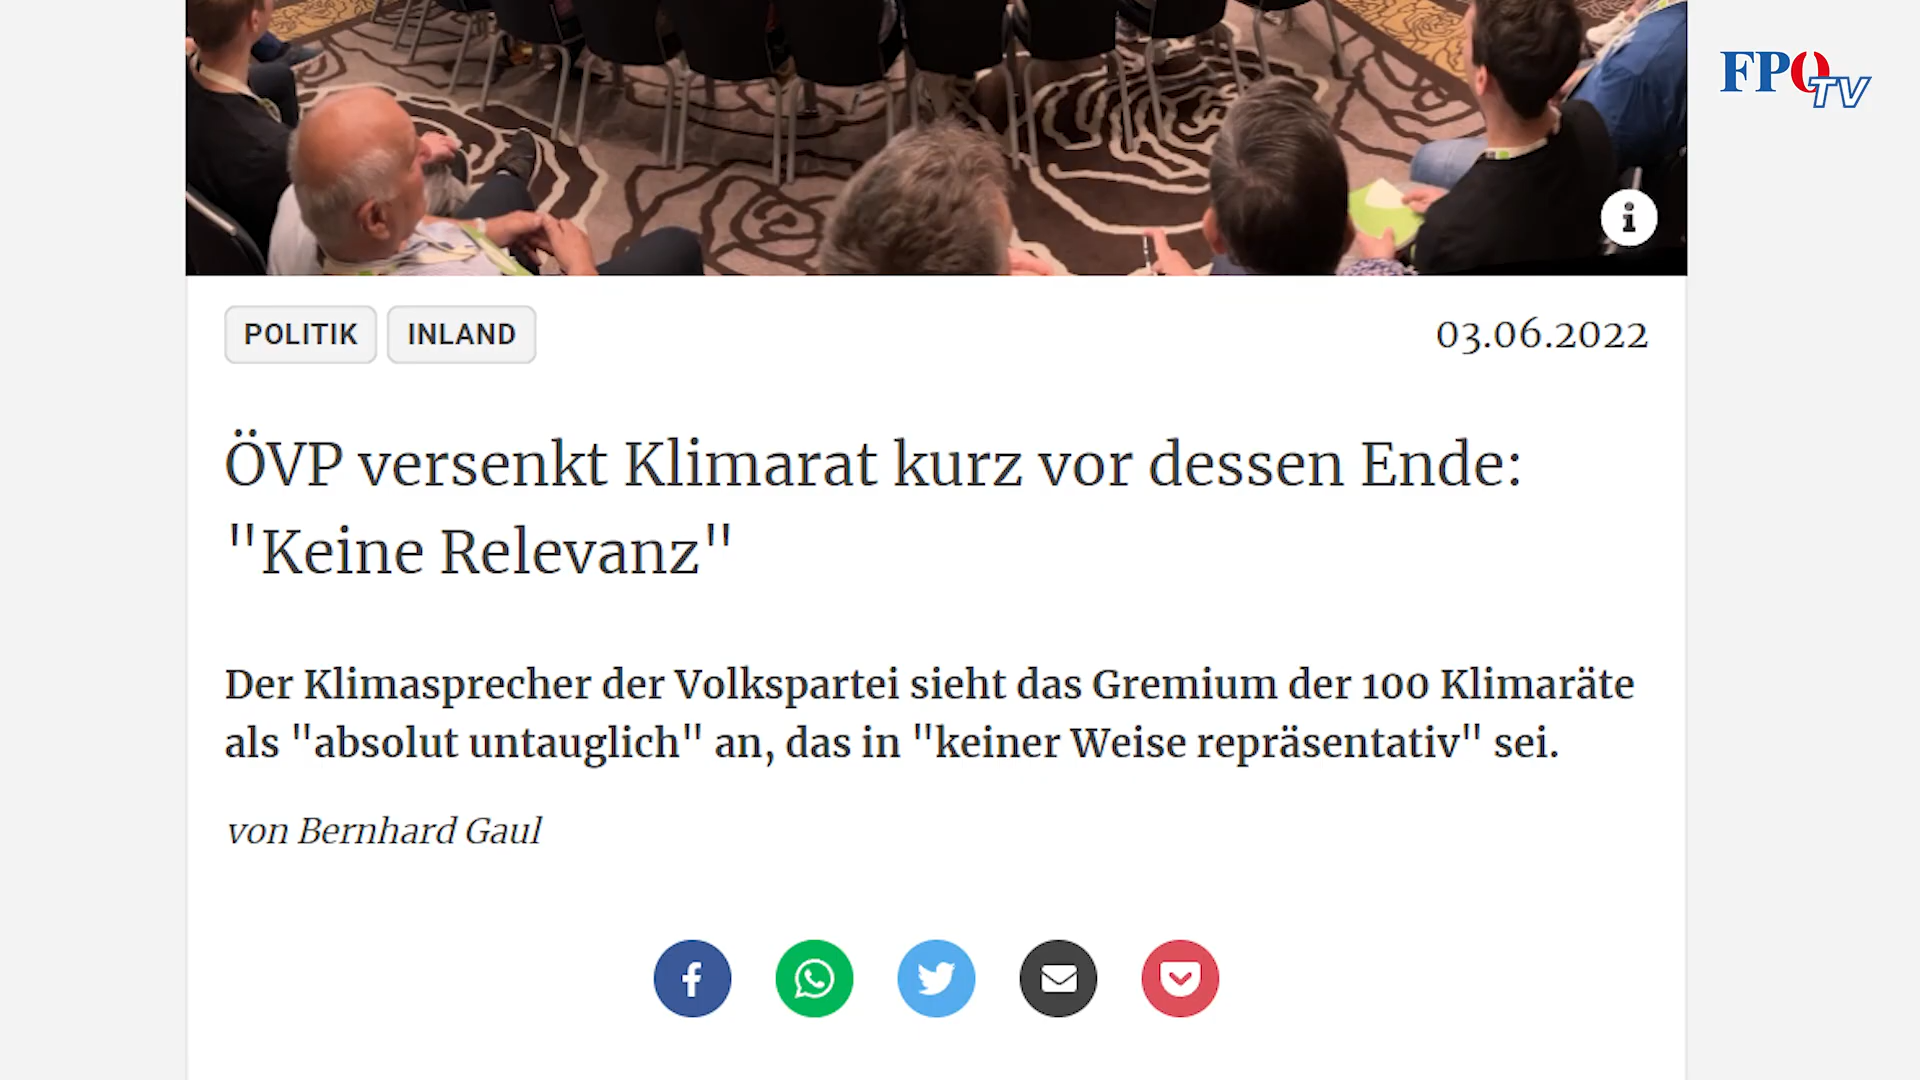 FPÖ TV
POLITIK INLAND 03.06.2022
ÖVP versenkt Klimarat kurz vor dessen Ende:
"Keine Relevanz"
Der Klimasprecher der Volkspartei sieht das Gremium der 100 Klimaräte
als "absolut untauglich" an, das in "keiner Weise repräsentativ" sei.
von Bernhard Gaul